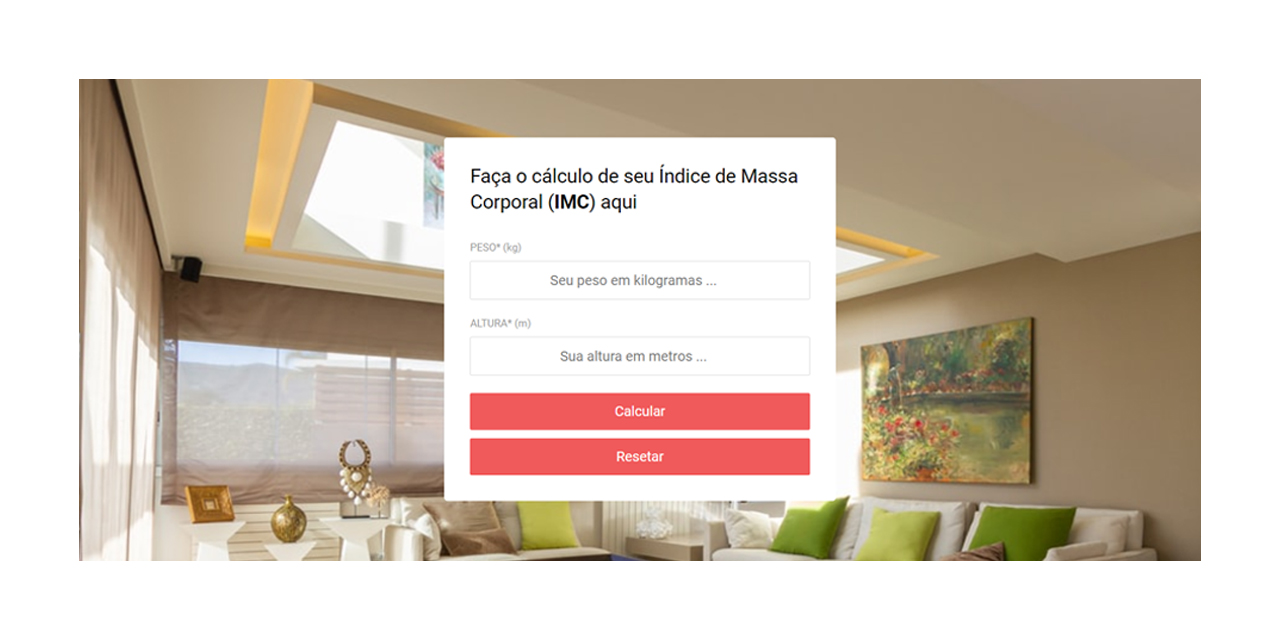 Faça o cálculo de seu Índice de Massa
Corporal (IMC) aqui
PESO* (kg)
Seu peso em kilogramas ...
ALTURA* (m)
Sua altura em metros ...
Calcular
Resetar